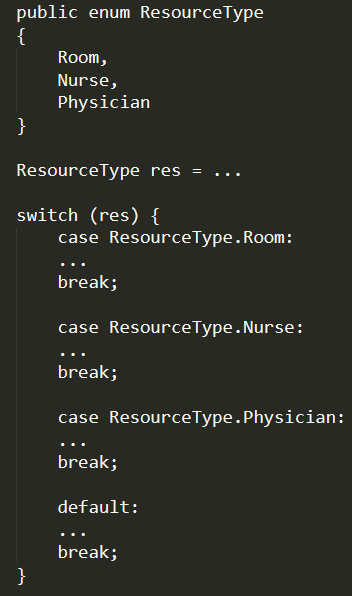 public enum ResourceType
{
    Room,
    Nurse,
    Physician
}

ResourceType res = ...

switch (res) {
    case ResourceType.Room:
    ...
    break;

    case ResourceType.Nurse:
    ...
    break;

    case ResourceType.Physician:
    ...
    break;

    default:
    ...
    break;
}